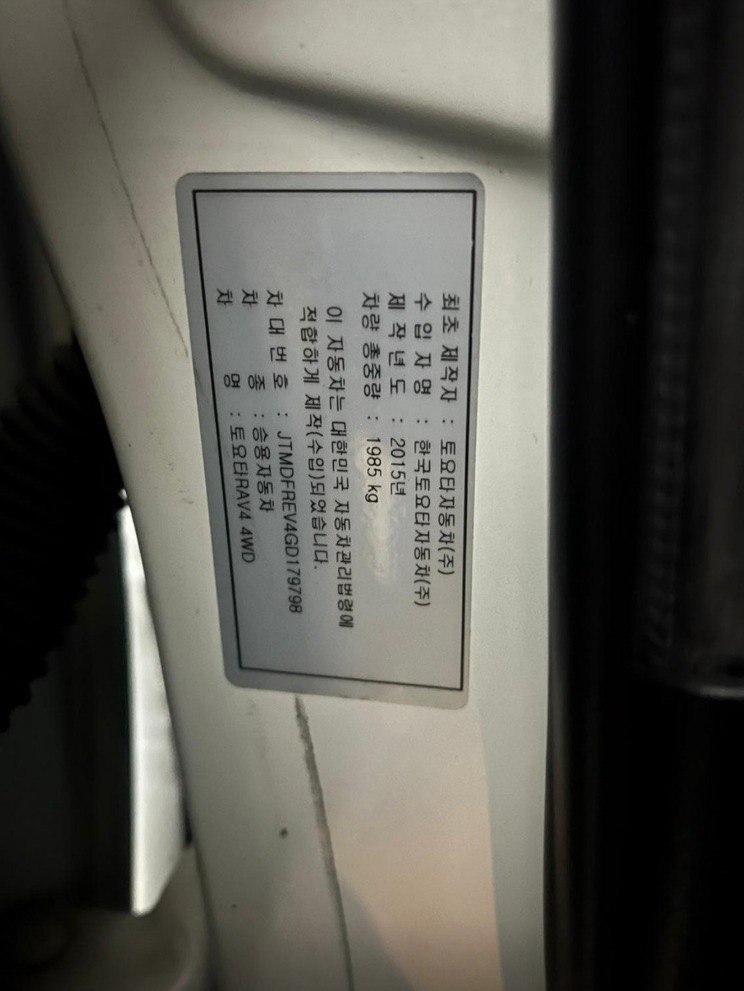 최초 제작자 : 토요타자동차(주)
수 입 자 명 : 한국토요타자동차(주)
제 작 년 도 : 2015년
차량 총중량 : 1985 kg
이 자동차는 대한민국 자동차관리법령에
적합하게 제작(수입)되었습니다.
차 대 번 호 : JTMDFREV4GD179798
차 종 : 승용자동차
차 명 : 토요타RAV4 4WD